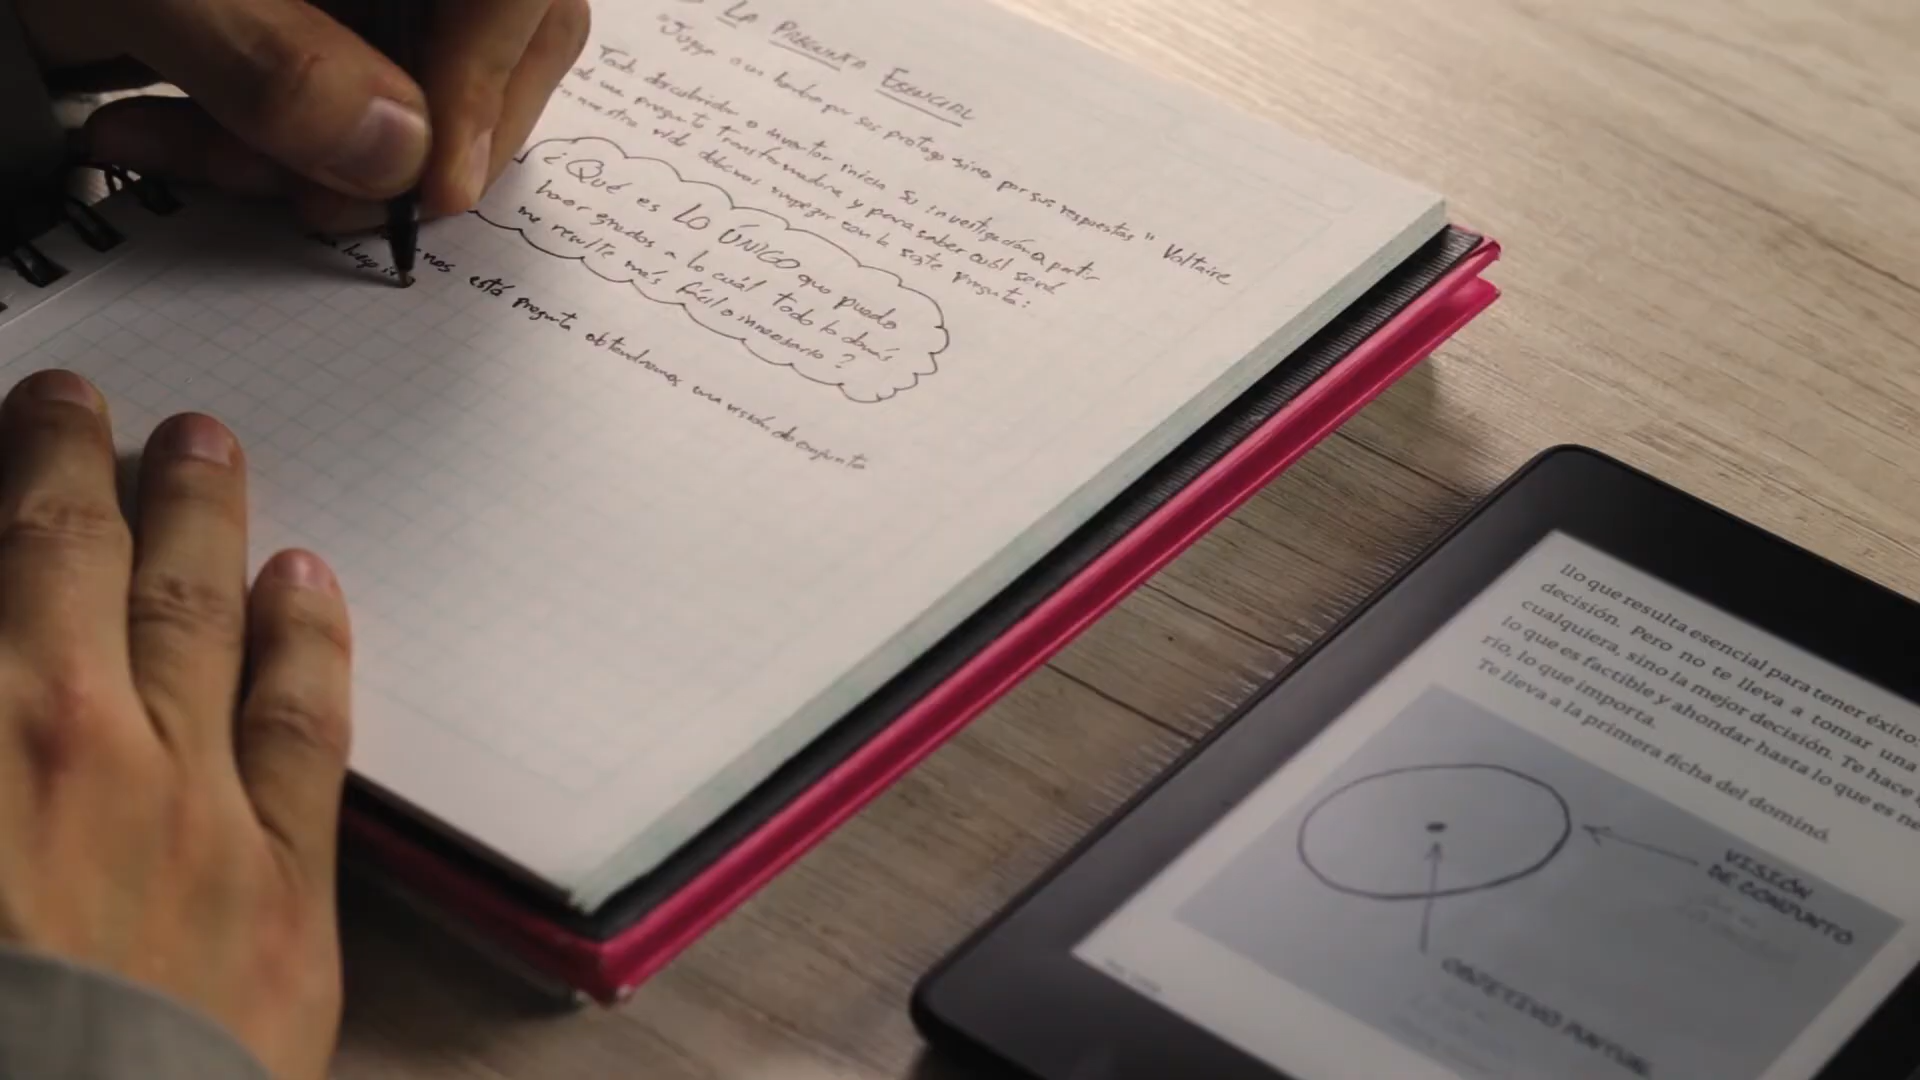 LA PREGUNTA ESENCIAL
"Juzga a un hombre por sus preguntas sino por sus respuestas" Voltaire
Todo descubridor o inventor inicia su investigación a partir
de una pregunta transformadora y para saber cuál será
en nuestra vida debemos empezar con la sgte pregunta:
¿Qué es LO ÚNICO que puedo
hacer gracias a lo cuál todo lo demás
me resulte más fácil o innecesario?
nos está pregunta obtendremos una visión de conjunto
luego
llo que resulta esencial para tener éxito.
decisión. Pero no te lleva a tomar una
cualquiera, sino la mejor decisión. Te hace
lo que es factible y ahondar hasta lo que es ne
rio, lo que importa.
Te lleva a la primera ficha del dominó.
VISIÓN
DE CONJUNTO
OBJETIVO PUNTUAL